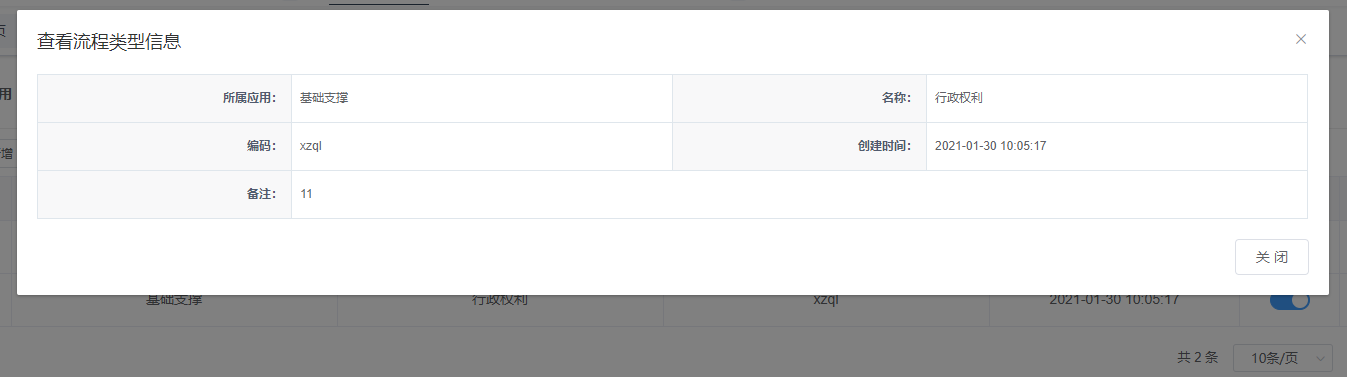 页
查看流程类型信息
用
所属应用： 基础支撑 名称： 行政权利
编码： xzql 创建时间： 2021-01-30 10:05:17
增
备注： 11
关 闭
基础支撑 行政权利 xzql 2021-01-30 10:05:17
共 2 条 10条/页